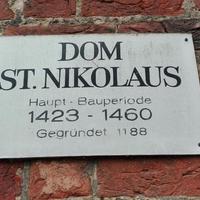 DOM
ST. NIKOLAUS
Haupt - Bauperiode
1423 - 1460
Gegründet 1188